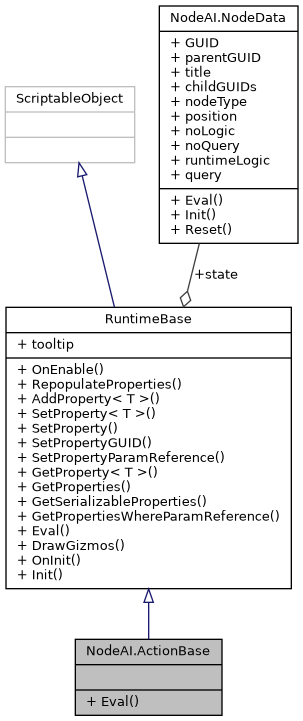 NodeAI.NodeData
+ GUID
+ parentGUID
+ title
+ childGUIDs
+ nodeType
+ position
+ noLogic
+ noQuery
+ runtimeLogic
+ query
+ Eval()
+ Init()
+ Reset()
ScriptableObject
+state
RuntimeBase
+ tooltip
+ OnEnable()
+ RepopulateProperties()
+ AddProperty< T >()
+ SetProperty< T >()
+ SetProperty()
+ SetPropertyGUID()
+ SetPropertyParamReference()
+ GetProperty< T >()
+ GetProperties()
+ GetSerializableProperties()
+ GetPropertiesWhereParamReference()
+ Eval()
+ DrawGizmos()
+ OnInit()
+ Init()
NodeAI.ActionBase
+ Eval()